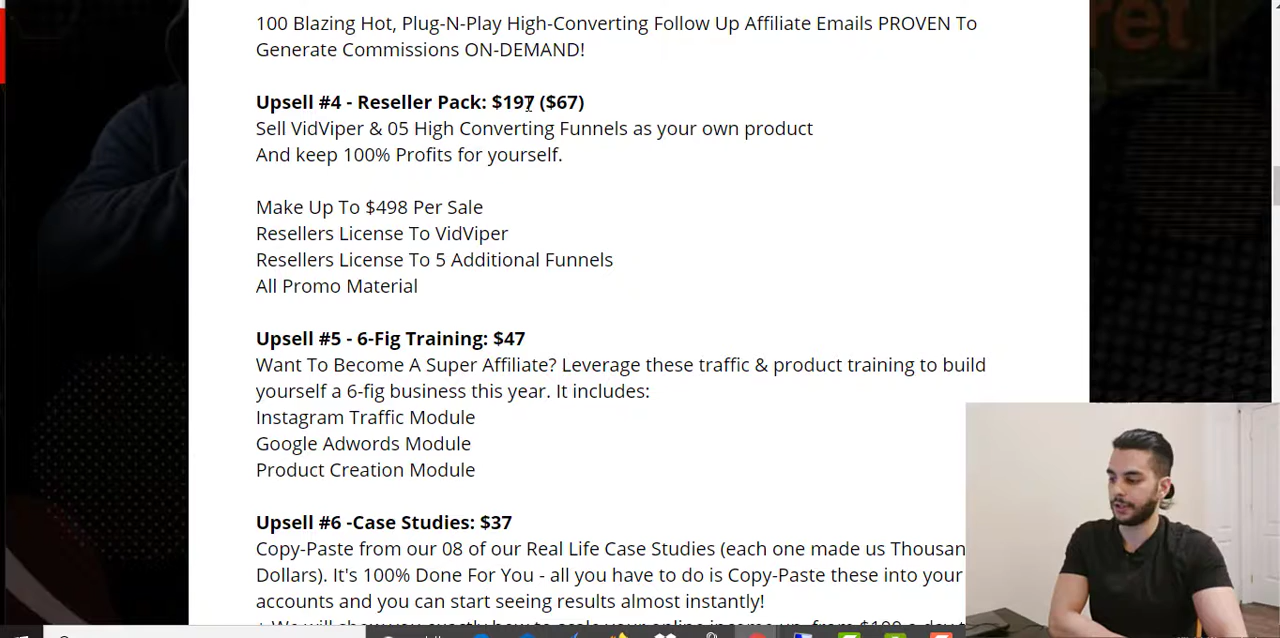 ret
100 Blazing Hot, Plug-N-Play High-Converting Follow Up Affiliate Emails PROVEN To
Generate Commissions ON-DEMAND!
Upsell #4 - Reseller Pack: $197 ($67)
Sell VidViper & 05 High Converting Funnels as your own product
And keep 100% Profits for yourself.
Make Up To $498 Per Sale
Resellers License To VidViper
Resellers License To 5 Additional Funnels
All Promo Material
Upsell #5 - 6-Fig Training: $47
Want To Become A Super Affiliate? Leverage these traffic & product training to build
yourself a 6-fig business this year. It includes:
Instagram Traffic Module
Google Adwords Module
Product Creation Module
Upsell #6 -Case Studies: $37
Copy-Paste from our 08 of our Real Life Case Studies (each one made us Thousan
Dollars). It's 100% Done For You - all you have to do is Copy-Paste these into your
accounts and you can start seeing results almost instantly!